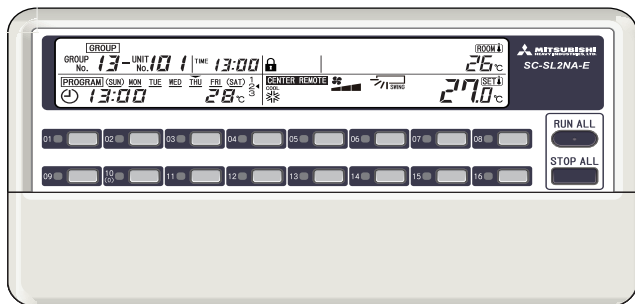 GROUP
GROUP No. 13-UNIT No. 101 TIME 13:00
ROOM
26℃
MITSUBISHI
HEAVY INDUSTRIES, LTD.
SC-SL2NA-E
PROGRAM (SUN) MON TUE WED THU FRI (SAT) 1 2 3
13:00 28℃
CENTER REMOTE
COOL
SWING
SET
27.0℃
RUN ALL
01 02 03 04 05 06 07 08
STOP ALL
09 10 (0) 11 12 13 14 15 16